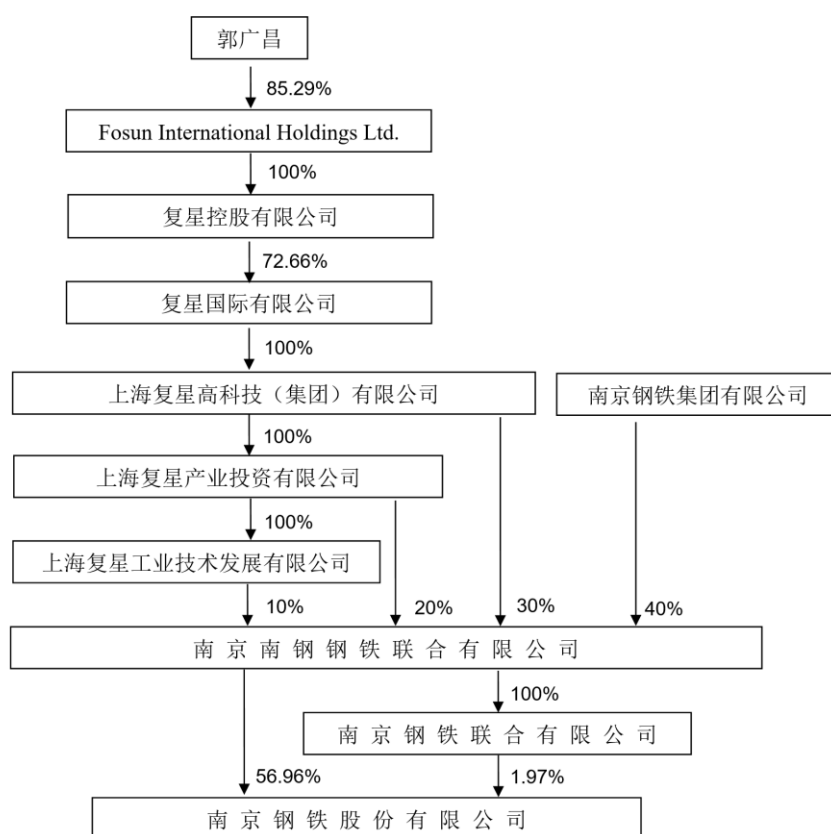 郭广昌
85.29%
Fosun International Holdings Ltd.
100%
复星控股有限公司
72.66%
复星国际有限公司
100%
上海复星高科技（集团）有限公司
南京钢铁集团有限公司
100%
上海复星产业投资有限公司
100%
上海复星工业技术发展有限公司
10%
20%
30%
40%
南京南钢钢铁联合有限公司
100%
南京钢铁联合有限公司
56.96%
1.97%
南京钢铁股份有限公司